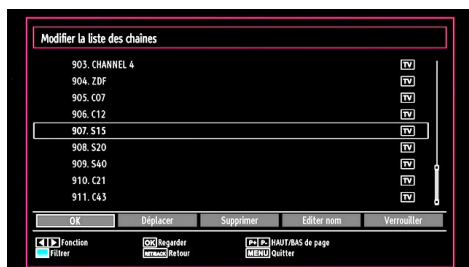 Modifier la liste des chaînes
903. CHANNEL 4 TV
904. ZDF TV
905. C07 TV
906. C12 TV
907. S15 TV
908. S20 TV
909. S40 TV
910. C21 TV
911. C43 TV
OK Déplacer Supprimer Editer nom Verrouiller
Fonction OK Regarder P+ P- HAUT/BAS de page
Filtrer RETBACK Retour MENU Quitter